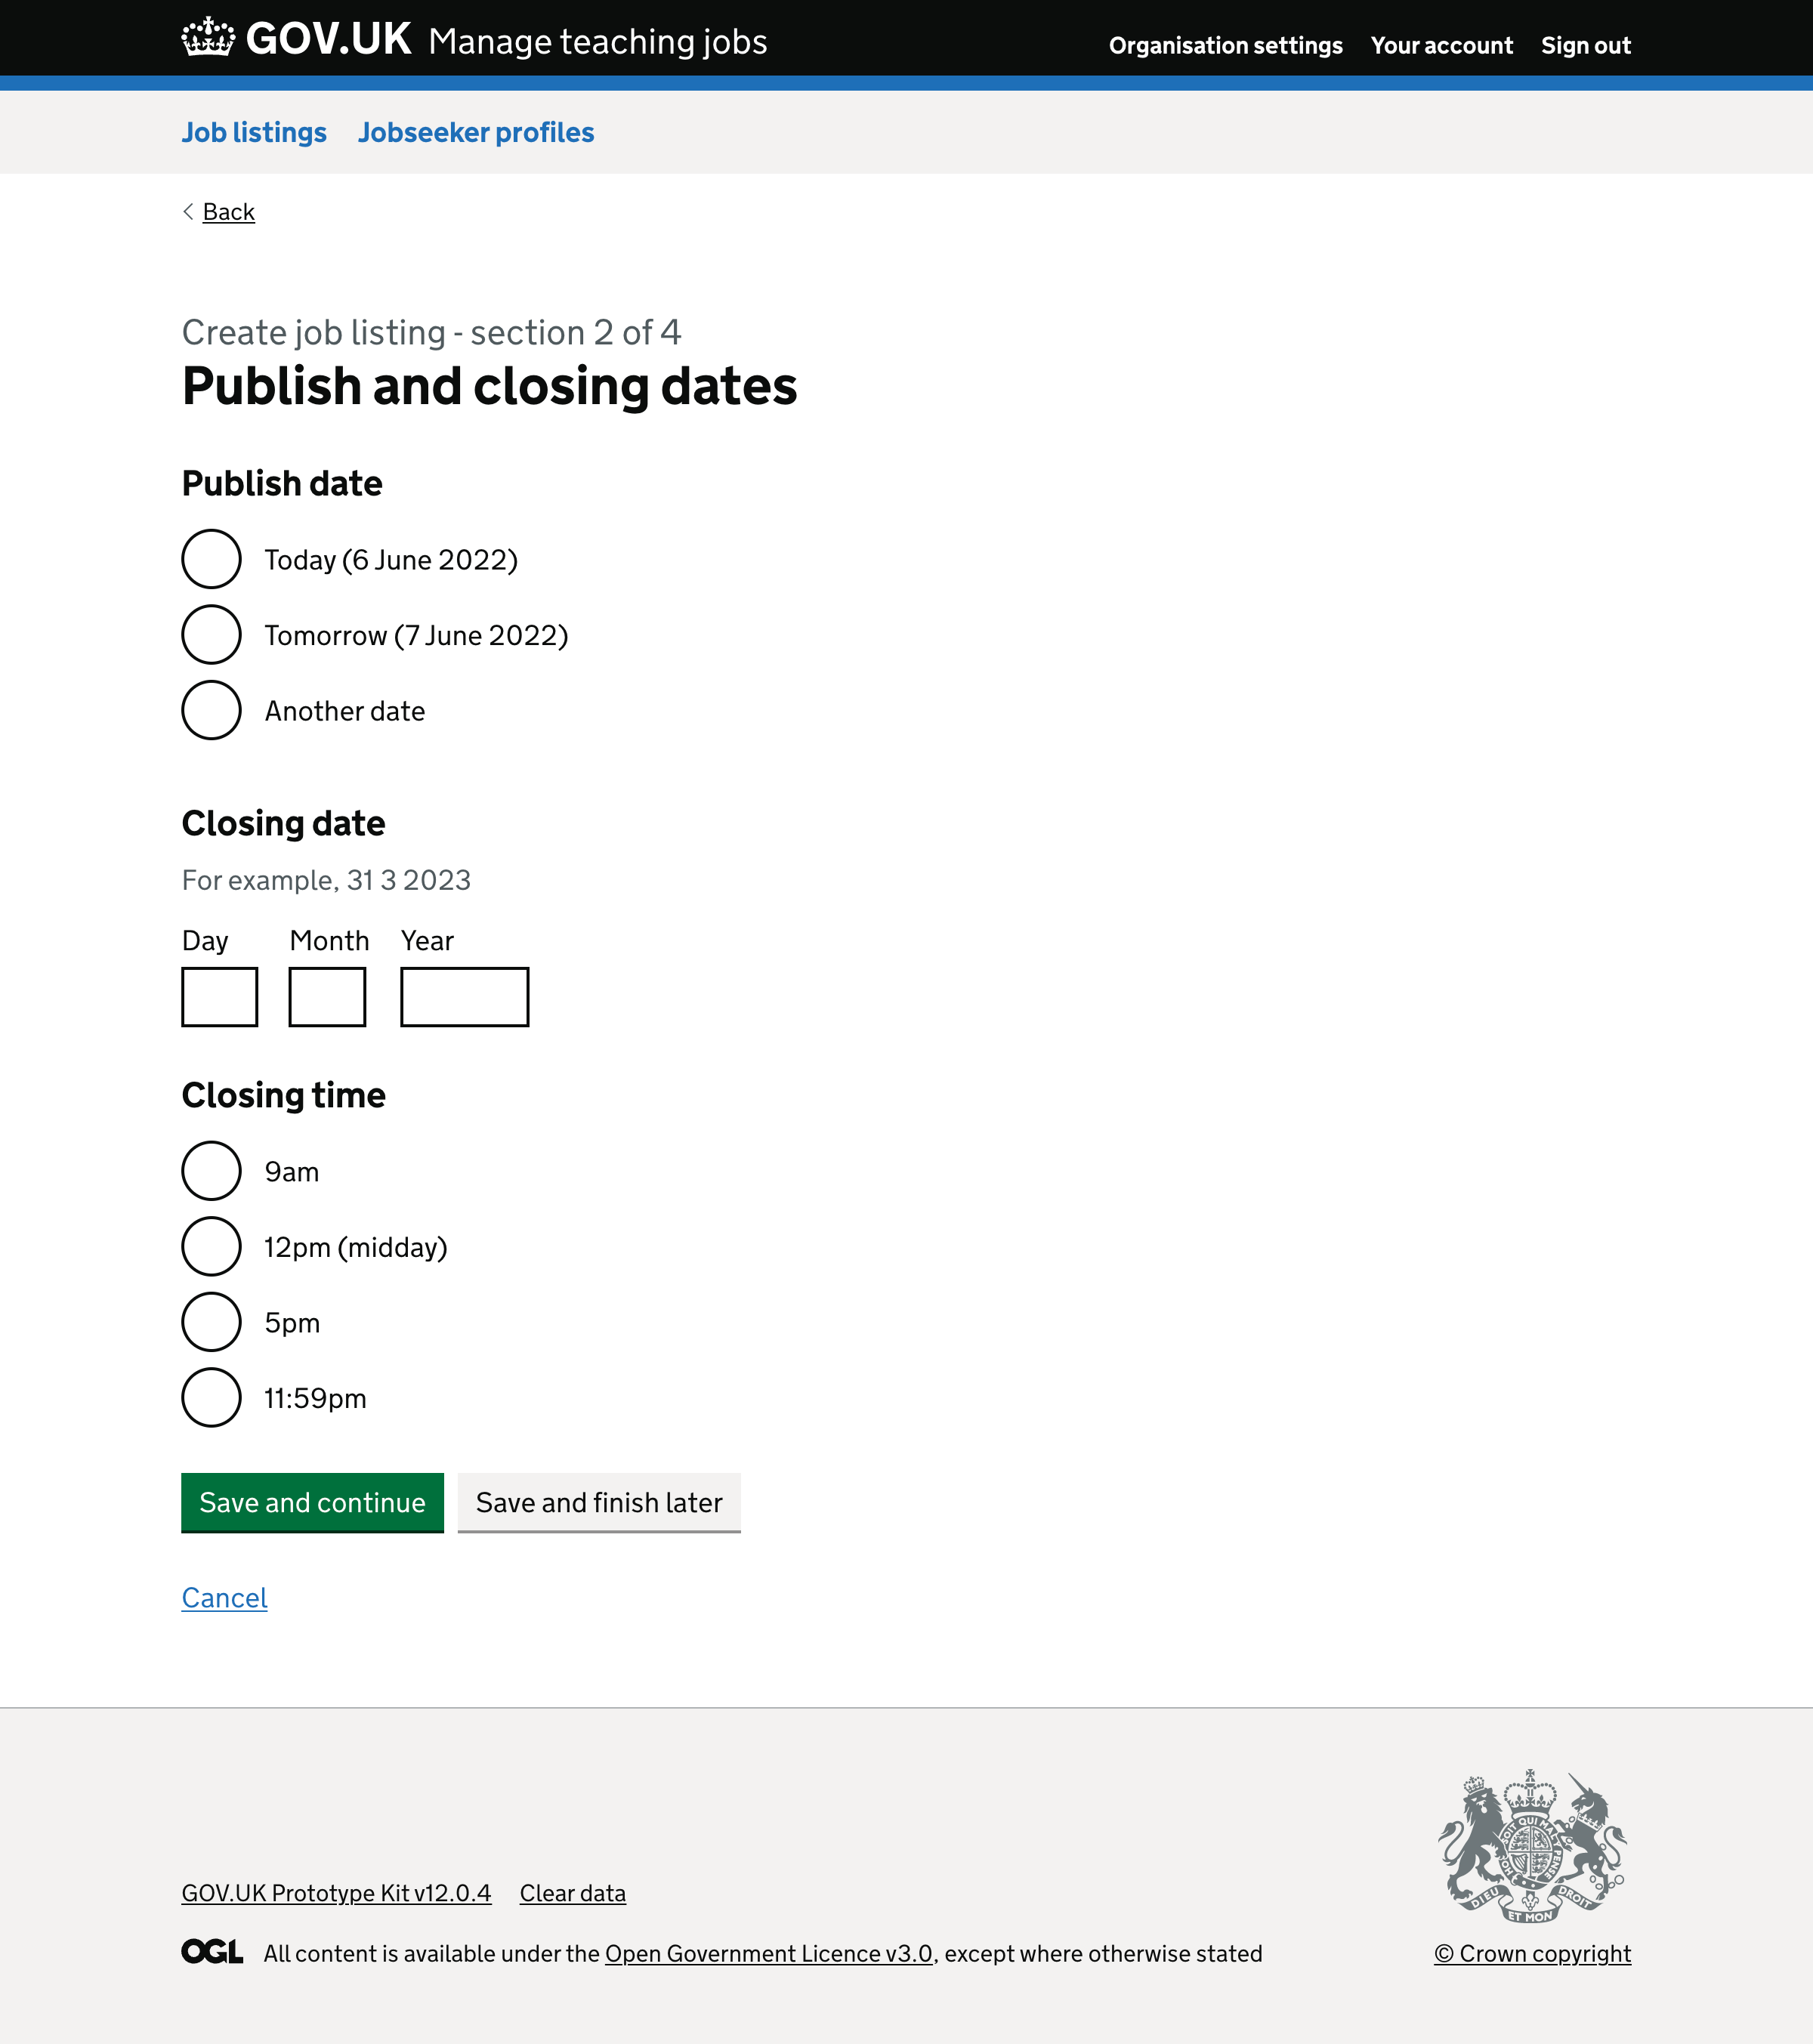 GOV.UK Manage teaching jobs
Organisation settings Your account Sign out
Job listings Jobseeker profiles
Back
Create job listing - section 2 of 4
Publish and closing dates
Publish date
Today (6 June 2022)
Tomorrow (7 June 2022)
Another date
Closing date
For example, 31 3 2023
Day Month Year
Closing time
9am
12pm (midday)
5pm
11:59pm
Save and continue Save and finish later
Cancel
GOV.UK Prototype Kit v12.0.4 Clear data
DIEU ET MON DROIT
OGL All content is available under the Open Government Licence v3.0, except where otherwise stated
© Crown copyright